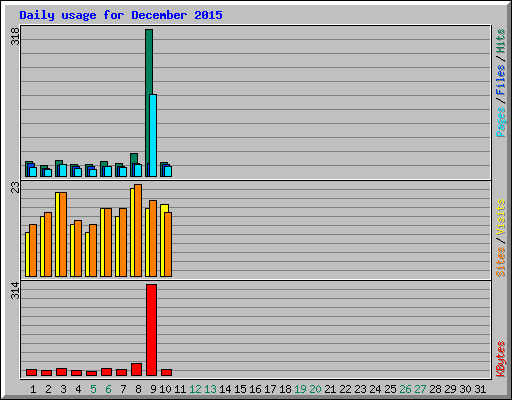 Daily usage for December 2015
318
Pages/Files/Hits
23
Sites/Visits
314
KBytes
1 2 3 4 5 6 7 8 9 10 11 12 13 14 15 16 17 18 19 20 21 22 23 24 25 26 27 28 29 30 31